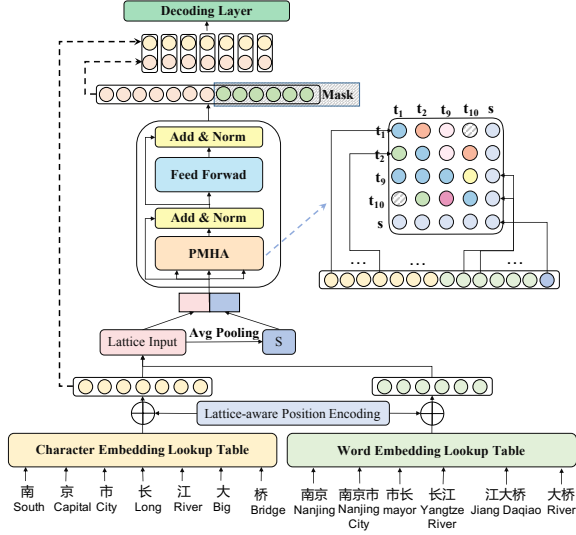 Decoding Layer
Mask
Add & Norm
Feed Forwad
Add & Norm
PMHA
t1 t2 t9 t10 s
t1
t2
t9
t10
s
... ...
Avg Pooling
Lattice Input
S
Lattice-aware Position Encoding
Character Embedding Lookup Table
Word Embedding Lookup Table
南 京 市 长 江 大 桥
South Capital City Long River Big Bridge
南京 南京市 市长 长江 江大桥 大桥
Nanjing Nanjing City mayor Yangtze River Jiang Daqiao River